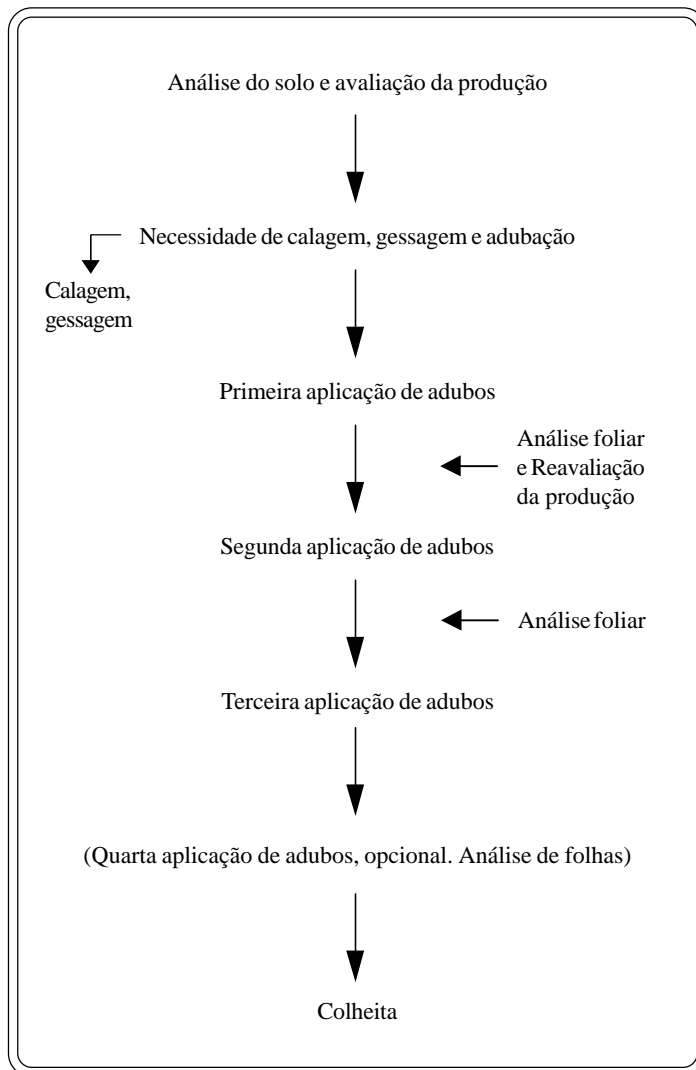 Análise do solo e avaliação da produção
Necessidade de calagem, gessagem e adubação
Calagem,
gessagem
Primeira aplicação de adubos
Análise foliar
e Reavaliação
da produção
Segunda aplicação de adubos
Análise foliar
Terceira aplicação de adubos
(Quarta aplicação de adubos, opcional. Análise de folhas)
Colheita